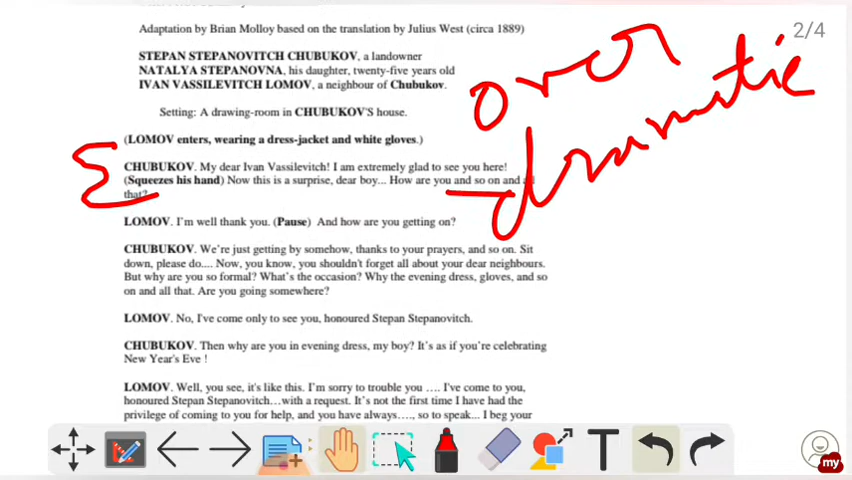 2/4
Adaptation by Brian Molloy based on the translation by Julius West (circa 1889)
over
dramatic
STEPAN STEPANOVITCH CHUBUKOV, a landowner
NATALYA STEPANOVNA, his daughter, twenty-five years old
IVAN VASSILEVITCH LOMOV, a neighbour of Chubukov.
Setting: A drawing-room in CHUBUKOV'S house.
(LOMOV enters, wearing a dress-jacket and white gloves.)
CHUBUKOV. My dear Ivan Vassilevitch! I am extremely glad to see you here!
(Squeezes his hand) Now this is a surprise, dear boy... How are you and so on and all
that?
LOMOV. I'm well thank you. (Pause) And how are you getting on?
CHUBUKOV. We're just getting by somehow, thanks to your prayers, and so on. Sit
down, please do.... Now, you know, you shouldn't forget all about your dear neighbours.
But why are you so formal? What's the occasion? Why the evening dress, gloves, and so
on and all that. Are you going somewhere?
LOMOV. No, I've come only to see you, honoured Stepan Stepanovitch.
CHUBUKOV. Then why are you in evening dress, my boy? It's as if you're celebrating
New Year's Eve !
LOMOV. Well, you see, it's like this. I'm sorry to trouble you .... I've come to you,
honoured Stepan Stepanovitch...with a request. It's not the first time I have had the
privilege of coming to you for help, and you have always...., so to speak... I beg your
T
my